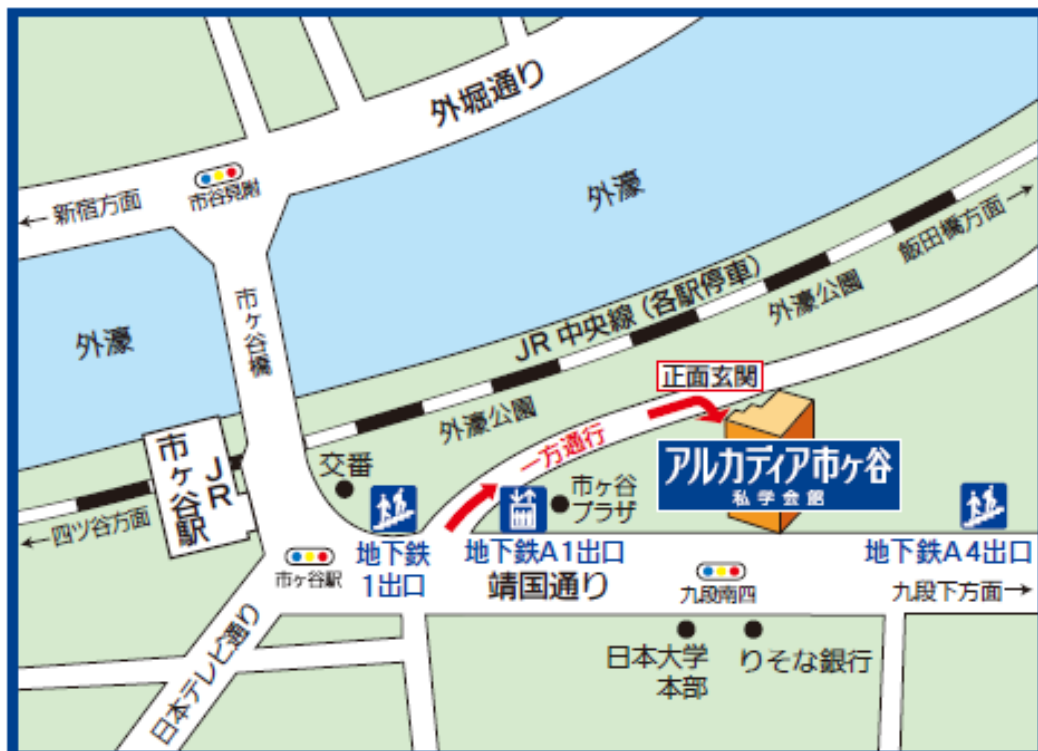 外堀通り
市谷見附
← 新宿方面
外濠
飯田橋方面 →
市ヶ谷橋
外濠
JR 中央線（各駅停車）
外濠公園
正面玄関
外濠公園
一方通行
アルカディア市ヶ谷
私学会館
JR
市ヶ谷駅
交番
市ヶ谷
プラザ
← 四ツ谷方面
地下鉄
1出口
地下鉄A1出口
地下鉄A4出口
市ヶ谷駅
靖国通り
九段南四
九段下方面→
日本テレビ通り
日本大学
本部
りそな銀行